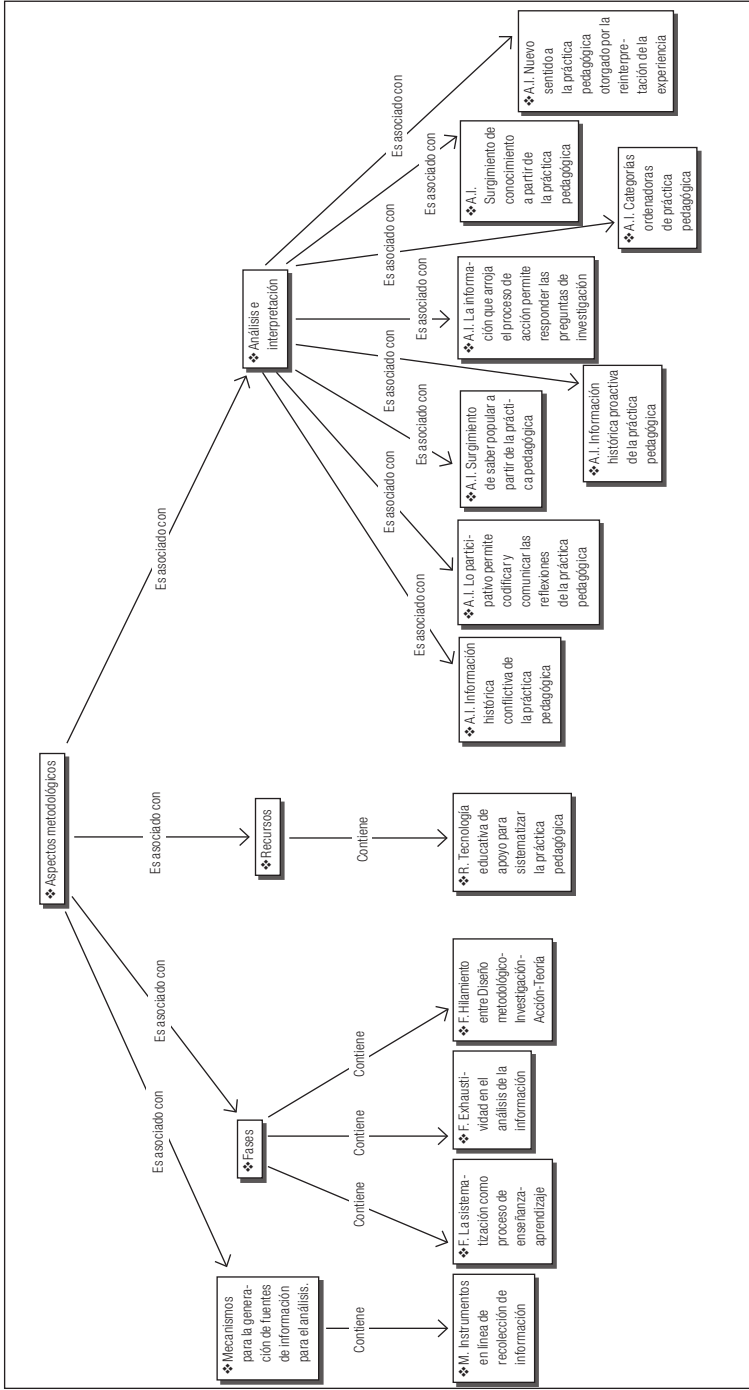 ❖ Aspectos metodológicos
Es asociado con
Es asociado con
Es asociado con
Es asociado con
❖ Mecanismos
para la genera-
ción de fuentes
de información
para el análisis.
❖ Fases
❖ Recursos
❖ Análisis e
interpretación
Contiene
Contiene
Contiene
Contiene
Contiene
Es asociado con
Es asociado con
Es asociado con
Es asociado con
Es asociado con
Es asociado con
Es asociado con
Es asociado con
❖ M. Instrumentos
en línea de
recolección de
información
❖ F. La sistema-
tización como
proceso de
enseñanza-
aprendizaje
❖ F. Exhausti-
vidad en el
análisis de la
información
❖ F. Hilamiento
entre Diseño
metodológico-
Investigación-
Acción-Teoría
❖ R. Tecnología
educativa de
apoyo para
sistematizar
la práctica
pedagógica
❖ A.I. Información
histórica
conflictiva de
la práctica
pedagógica
❖ A.I. Lo partici-
pativo permite
codificar y
comunicar las
reflexiones
de la práctica
pedagógica
❖ A.I. Surgimiento
de saber popular a
partir de la prácti-
ca pedagógica
❖ A.I. Información
histórica proactiva
de la práctica
pedagógica
❖ A.I. La informa-
ción que arroja
el proceso de
acción permite
responder las
preguntas de
investigación
❖ A.I. Categorías
ordenadoras
de práctica
pedagógica
❖ A.I.
Surgimiento de
conocimiento
a partir de
la práctica
pedagógica
❖ A.I. Nuevo
sentido a
la práctica
pedagógica
otorgado por la
reinterpre-
tación de la
experiencia